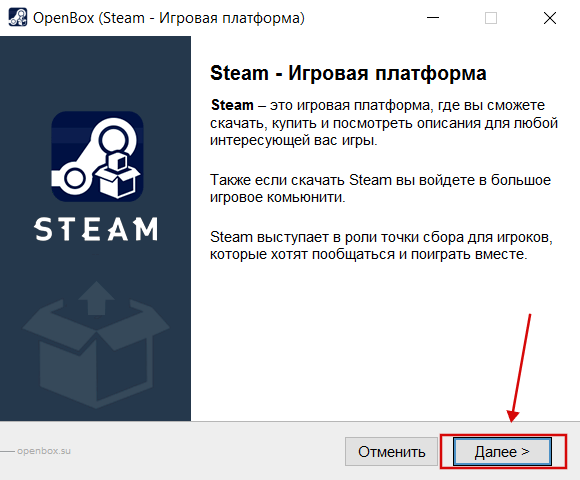 OpenBox (Steam - Игровая платформа)
Steam - Игровая платформа
Steam – это игровая платформа, где вы сможете
скачать, купить и посмотреть описания для любой
интересующей вас игры.
Также если скачать Steam вы войдете в большое
игровое комьюнити.
Steam выступает в роли точки сбора для игроков,
которые хотят пообщаться и поиграть вместе.
STEAM
openbox.su
Отменить
Далее >